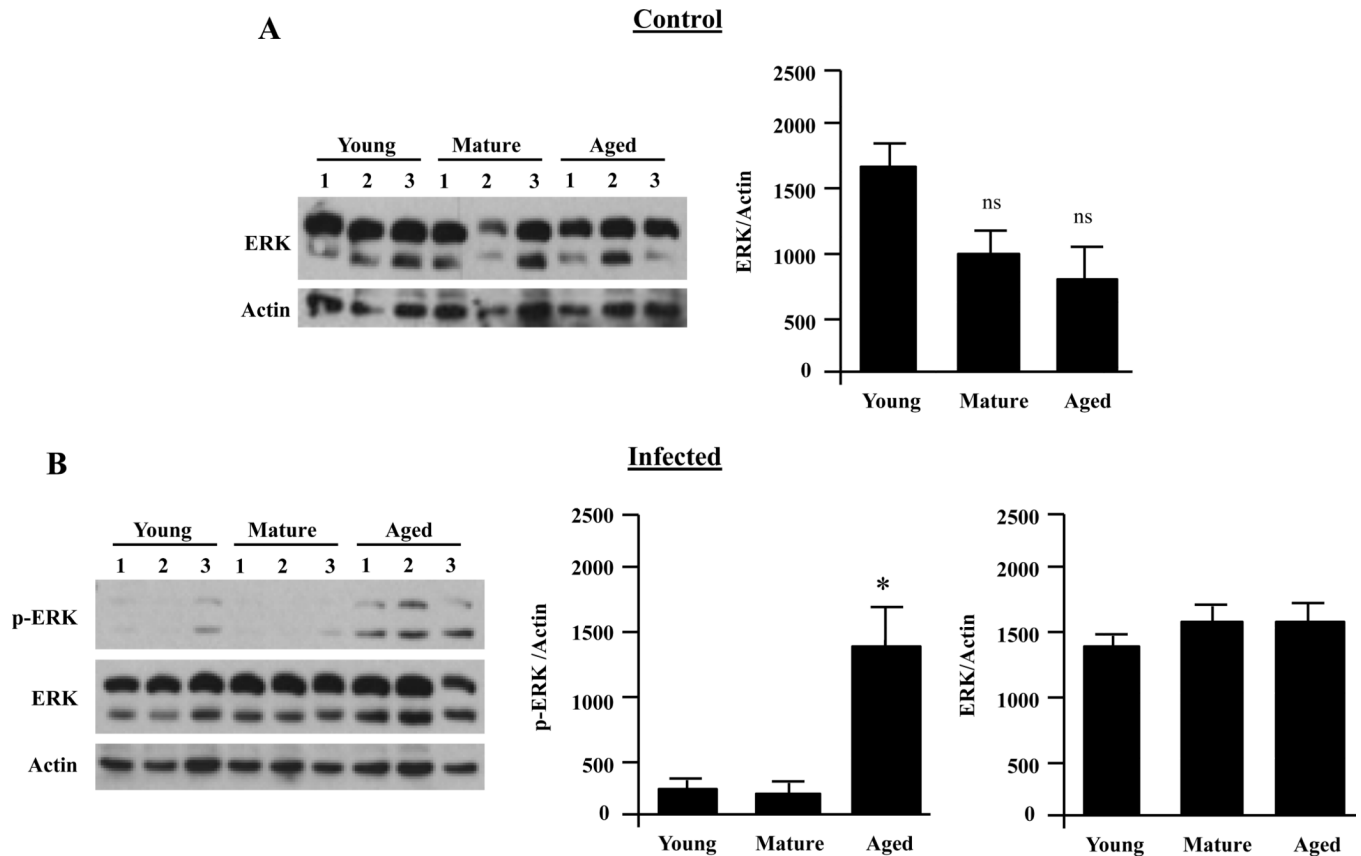 A
Control
Young Mature Aged
1 2 3 1 2 3 1 2 3
ERK
Actin
ERK/Actin
2500
2000
1500
1000
500
0
ns
ns
Young Mature Aged
B
Infected
Young Mature Aged
1 2 3 1 2 3 1 2 3
p-ERK
ERK
Actin
p-ERK /Actin
2500
2000
1500
1000
500
0
*
Young Mature Aged
ERK/Actin
2500
2000
1500
1000
500
0
Young Mature Aged